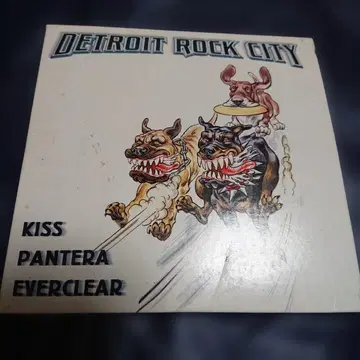 DETROIT ROCK CITY
KISS
PANTERA
EVERCLEAR